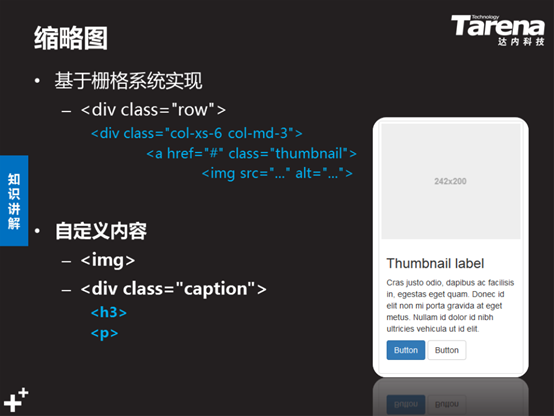 缩略图
Technology
Tarena
达内科技
• 基于栅格系统实现
– <div class="row">
<div class="col-xs-6 col-md-3">
<a href="#" class="thumbnail">
<img src="..." alt="...">
知识讲解
• 自定义内容
– <img>
– <div class="caption">
<h3>
<p>
242x200
Thumbnail label
Cras justo odio, dapibus ac facilisis
in, egestas eget quam. Donec id
elit non mi porta gravida at eget
metus. Nullam id dolor id nibh
ultricies vehicula ut id elit.
Button Button